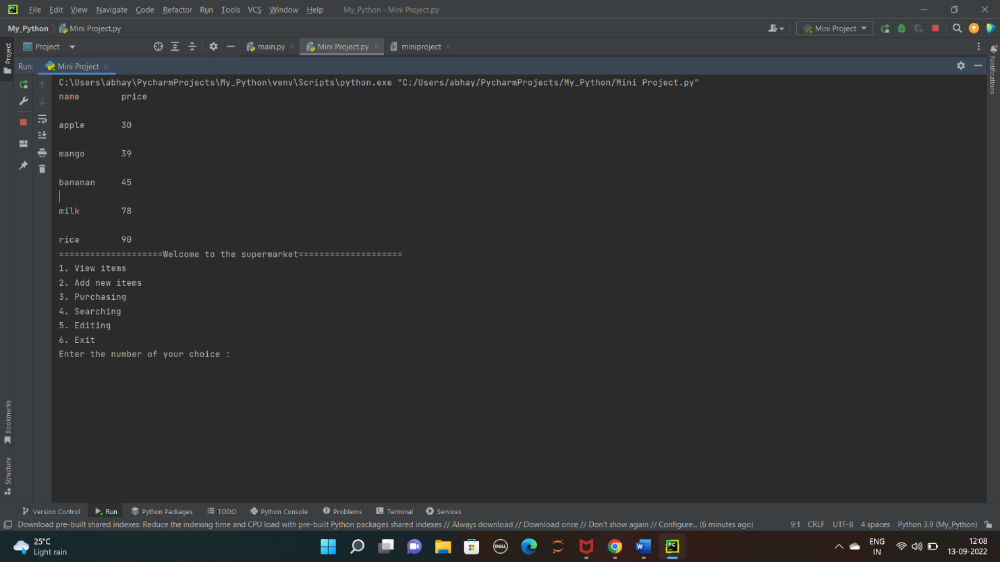 PC File Edit View Navigate Code Refactor Run Tools VCS Window Help My_Python - Mini Project.py
My_Python Mini Project.py Mini Project
Project main.py Mini Project.py miniproject
Run: Mini Project
C:\Users\abhay\PycharmProjects\My_Python\venv\Scripts\python.exe "C:/Users/abhay/PycharmProjects/My_Python/Mini Project.py"
name price
apple 30
mango 39
bananan 45
milk 78
rice 90
====================Welcome to the supermarket====================
1. View items
2. Add new items
3. Purchasing
4. Searching
5. Editing
6. Exit
Enter the number of your choice :
Project
Bookmarks
Structure
Notifications
Version Control Run Python Packages TODO Python Console Problems Terminal Services
Download pre-built shared indexes: Reduce the indexing time and CPU load with pre-built Python packages shared indexes // Always download // Download once // Don't show again // Configure... (6 minutes ago) 9:1 CRLF UTF-8 4 spaces Python 3.9 (My_Python)
25°C
Light rain
DELL
W
PC
ENG
IN
12:08
13-09-2022